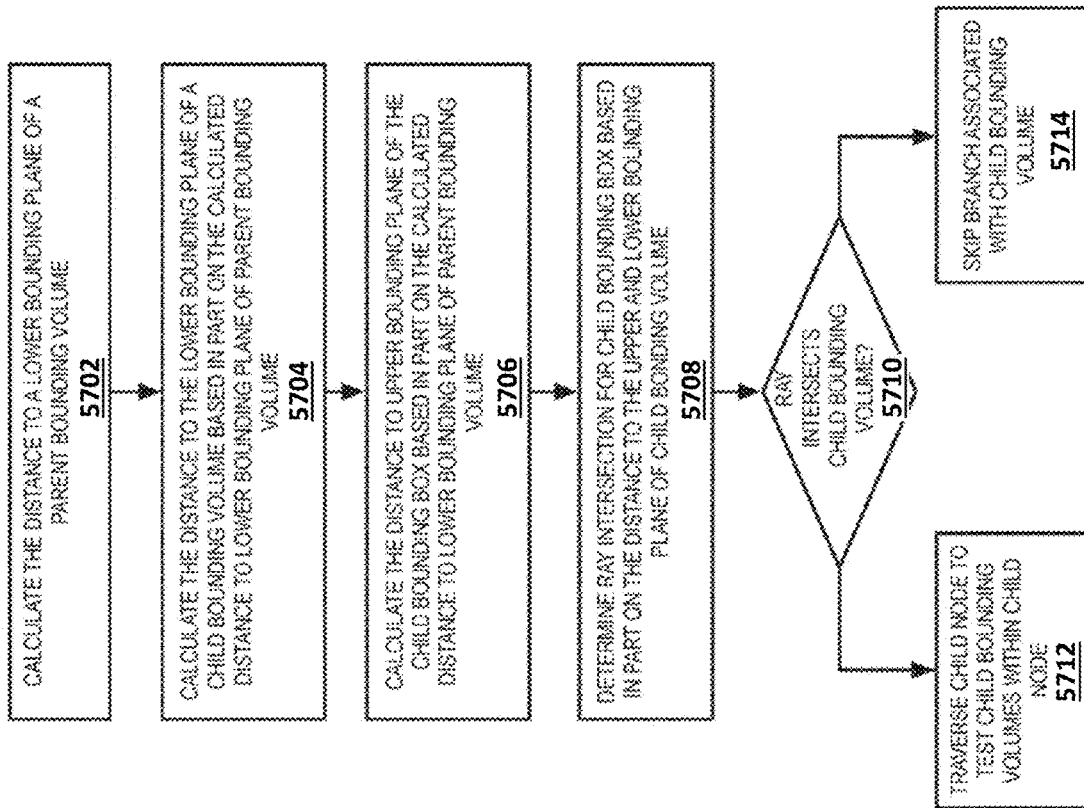 CALCULATE THE DISTANCE TO A LOWER BOUNDING PLANE OF A
PARENT BOUNDING VOLUME
5702
CALCULATE THE DISTANCE TO THE LOWER BOUNDING PLANE OF A
CHILD BOUNDING VOLUME BASED IN PART ON THE CALCULATED
DISTANCE TO LOWER BOUNDING PLANE OF PARENT BOUNDING
VOLUME
5704
CALCULATE THE DISTANCE TO UPPER BOUNDING PLANE OF THE
CHILD BOUNDING BOX BASED IN PART ON THE CALCULATED
DISTANCE TO LOWER BOUNDING PLANE OF PARENT BOUNDING
VOLUME
5706
DETERMINE RAY INTERSECTION FOR CHILD BOUNDING BOX BASED
IN PART ON THE DISTANCE TO THE UPPER AND LOWER BOUNDING
PLANE OF CHILD BONDING VOLUME
5708
RAY
INTERSECTS
CHILD BOUNDING
VOLUME?
5710
TRAVERSE CHILD NODE TO
TEST CHILD BOUNDING
VOLUMES WITHIN CHILD
NODE
5712
SKIP BRANCH ASSOCIATED
WITH CHILD BOUNDING
VOLUME
5714